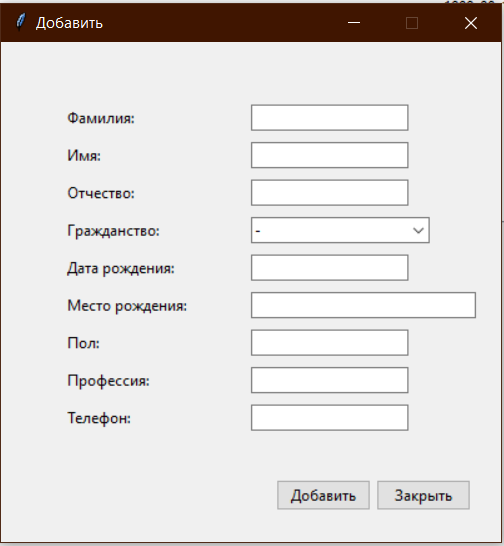 Добавить
Фамилия:
Имя:
Отчество:
Гражданство: -
Дата рождения:
Место рождения:
Пол:
Профессия:
Телефон:
Добавить Закрыть